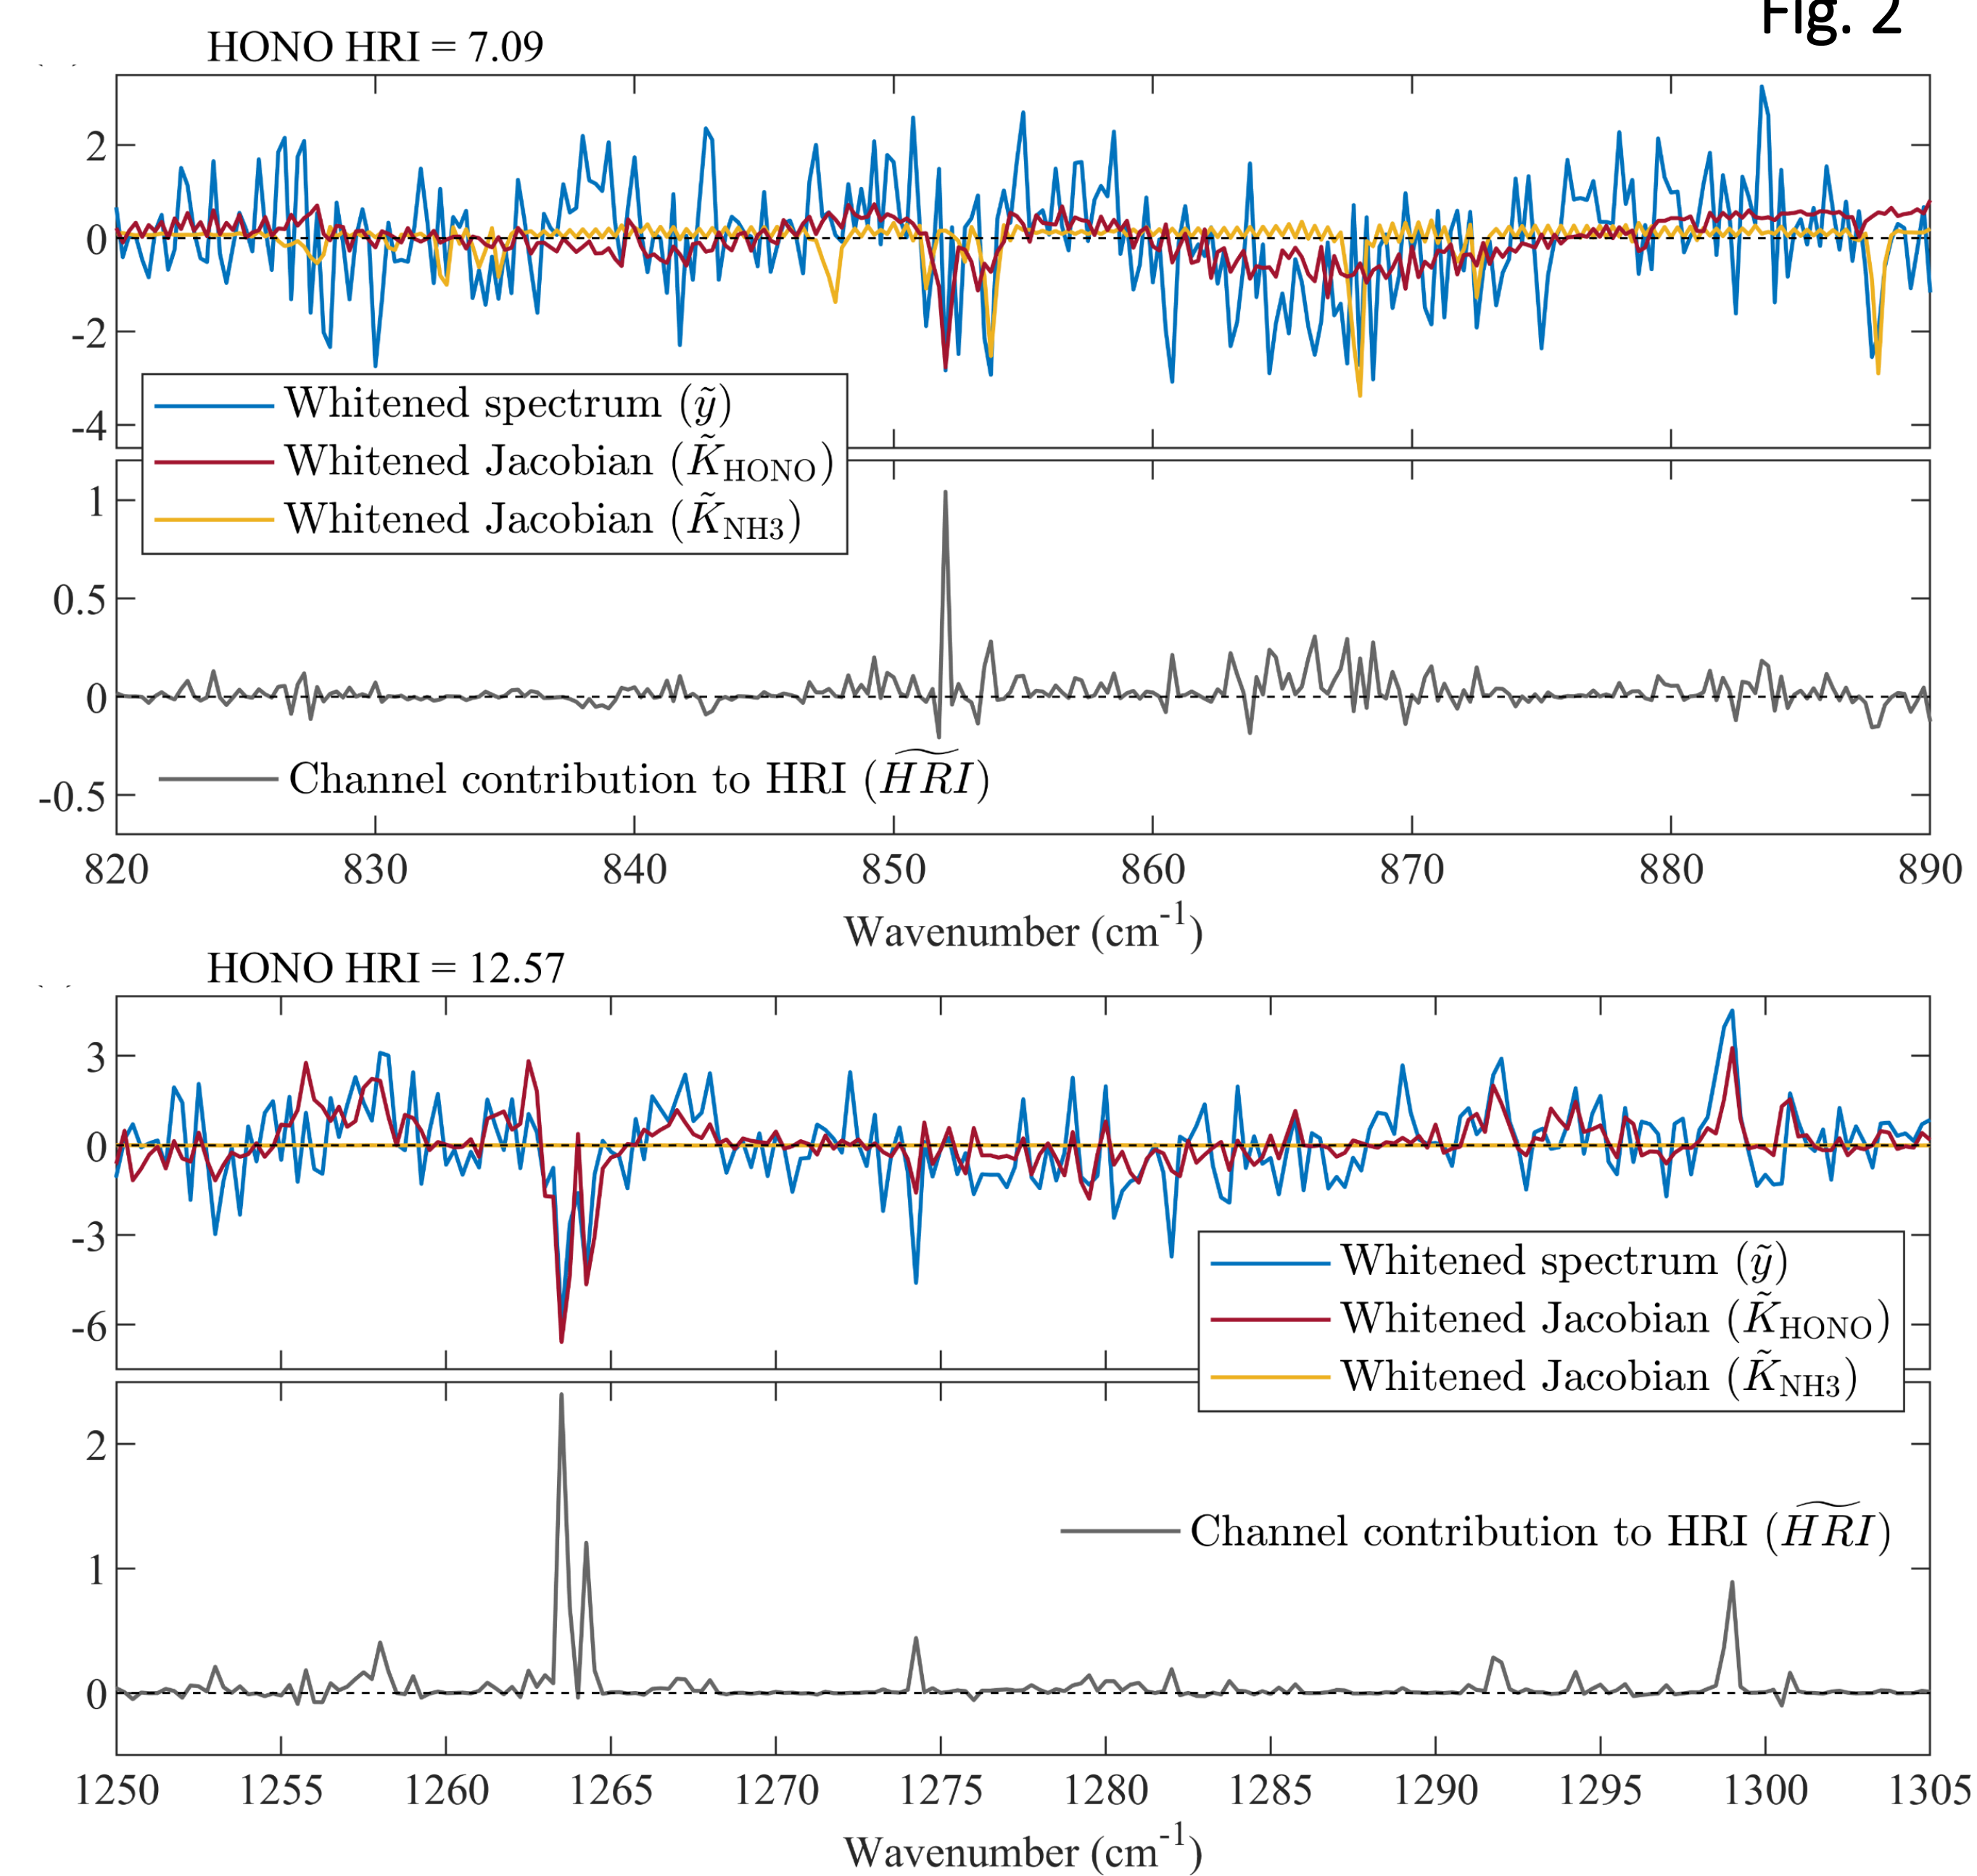 Fig. 2
HONO HRI = 7.09
2
0
-2
-4
Whitened spectrum (ỹ)
Whitened Jacobian (K̃HONO)
Whitened Jacobian (K̃NH3)
1
0.5
0
-0.5
Channel contribution to HRI (H͠RI)
820 830 840 850 860 870 880 890
Wavenumber (cm-1)
HONO HRI = 12.57
3
0
-3
-6
Whitened spectrum (ỹ)
Whitened Jacobian (K̃HONO)
Whitened Jacobian (K̃NH3)
2
1
0
Channel contribution to HRI (H͠RI)
1250 1255 1260 1265 1270 1275 1280 1285 1290 1295 1300 1305
Wavenumber (cm-1)